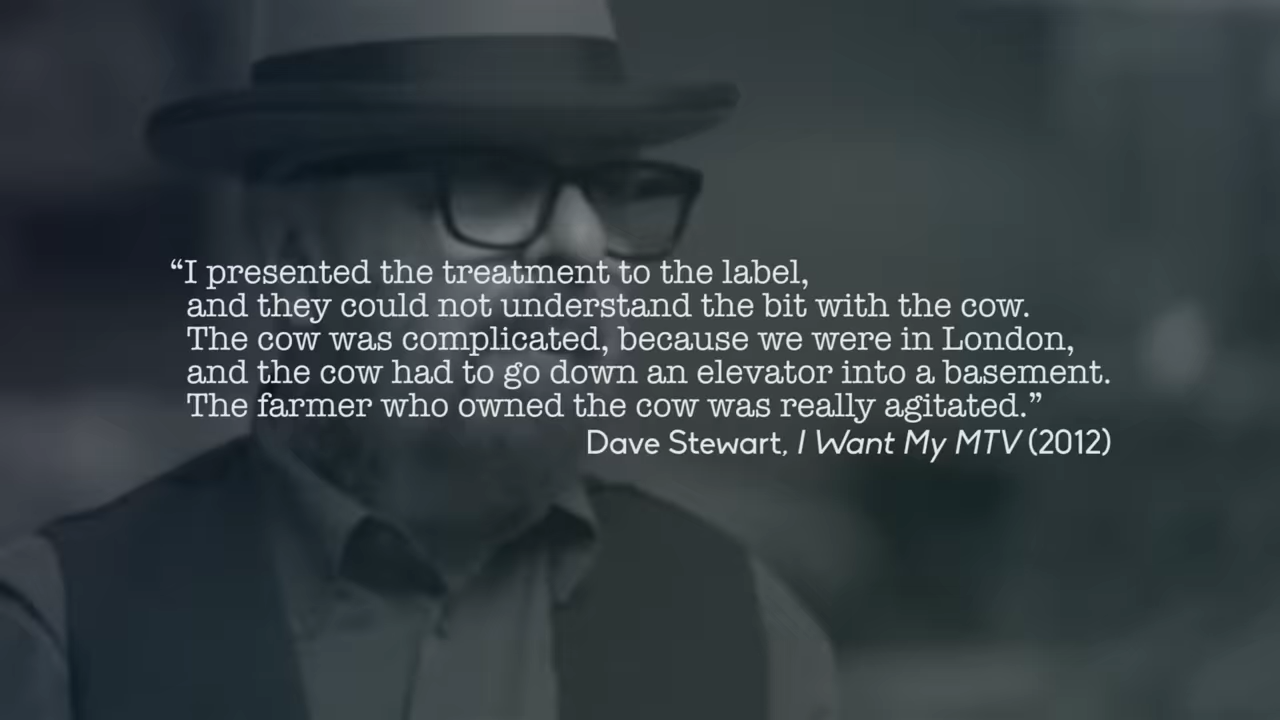 “I presented the treatment to the label,
and they could not understand the bit with the cow.
The cow was complicated, because we were in London,
and the cow had to go down an elevator into a basement.
The farmer who owned the cow was really agitated.”
Dave Stewart, I Want My MTV (2012)